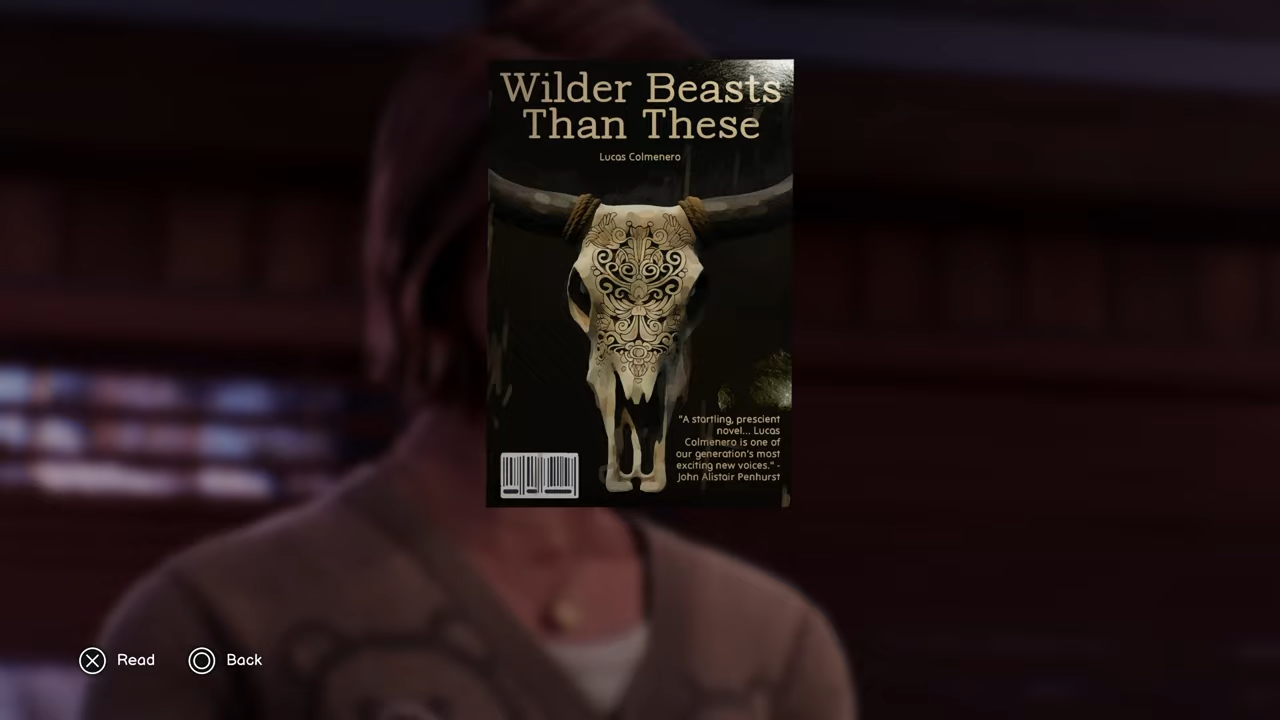 Wilder Beasts
Than These
Lucas Colmenero
"A startling, prescient
novel... Lucas
Colmenero is one of
our generation's most
exciting new voices." -
John Alistair Penhurst
Read
Back